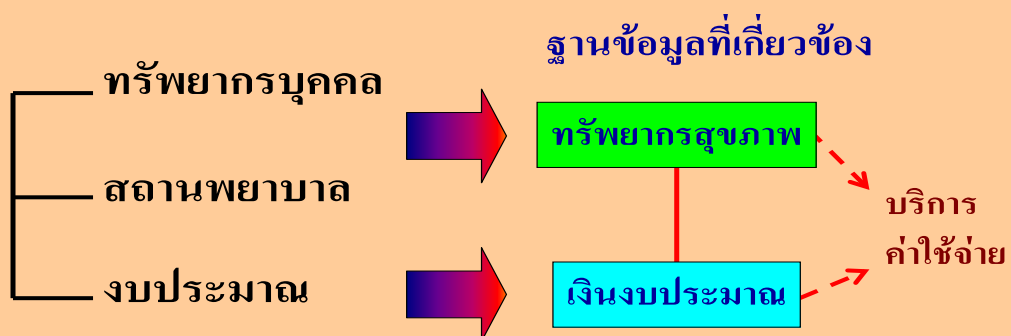 ฐานข้อมูลที่เกี่ยวข้อง
ทรัพยากรบุคคล
ทรัพยากรสุขภาพ
สถานพยาบาล
บริการ
ค่าใช้จ่าย
งบประมาณ
เงินงบประมาณ